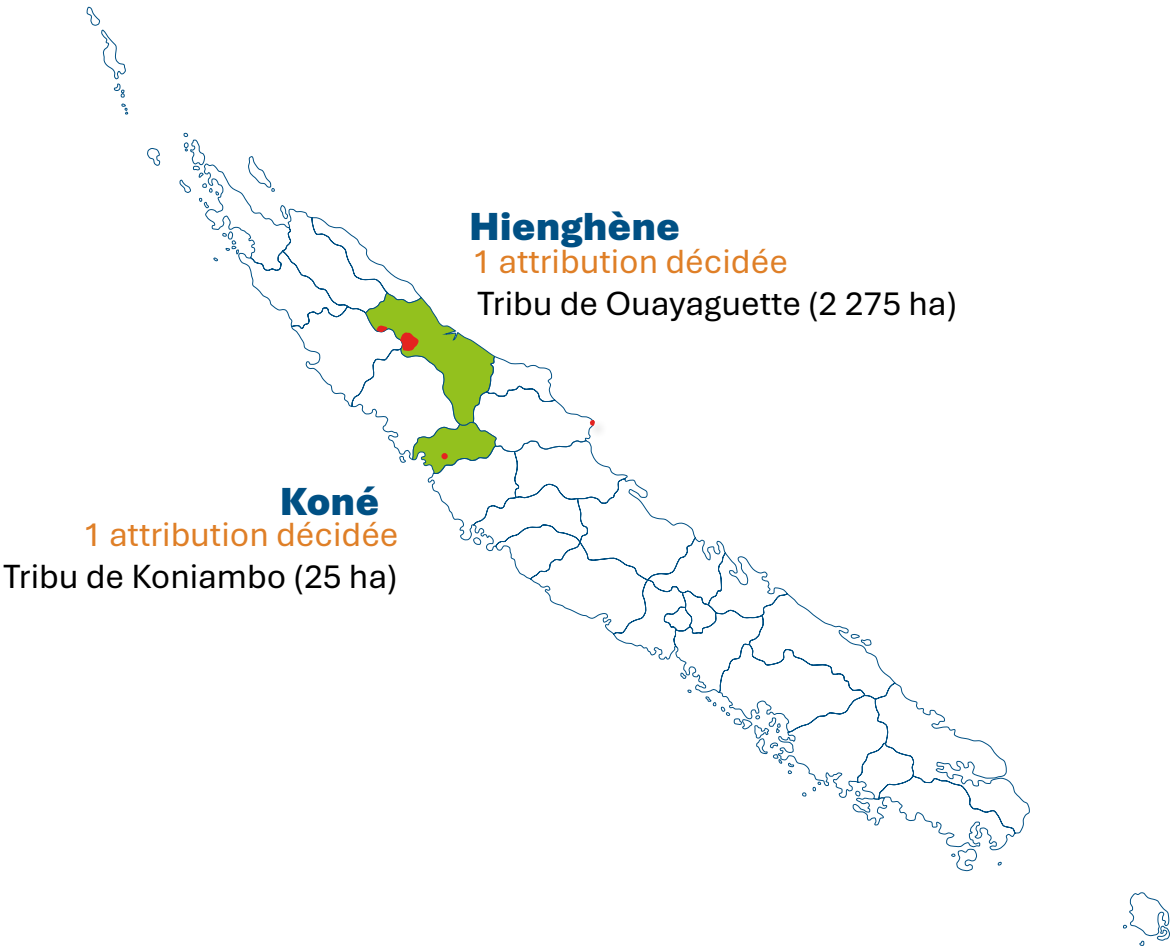 Hienghène
1 attribution décidée
Tribu de Ouayaguette (2 275 ha)
Koné
1 attribution décidée
Tribu de Koniambo (25 ha)